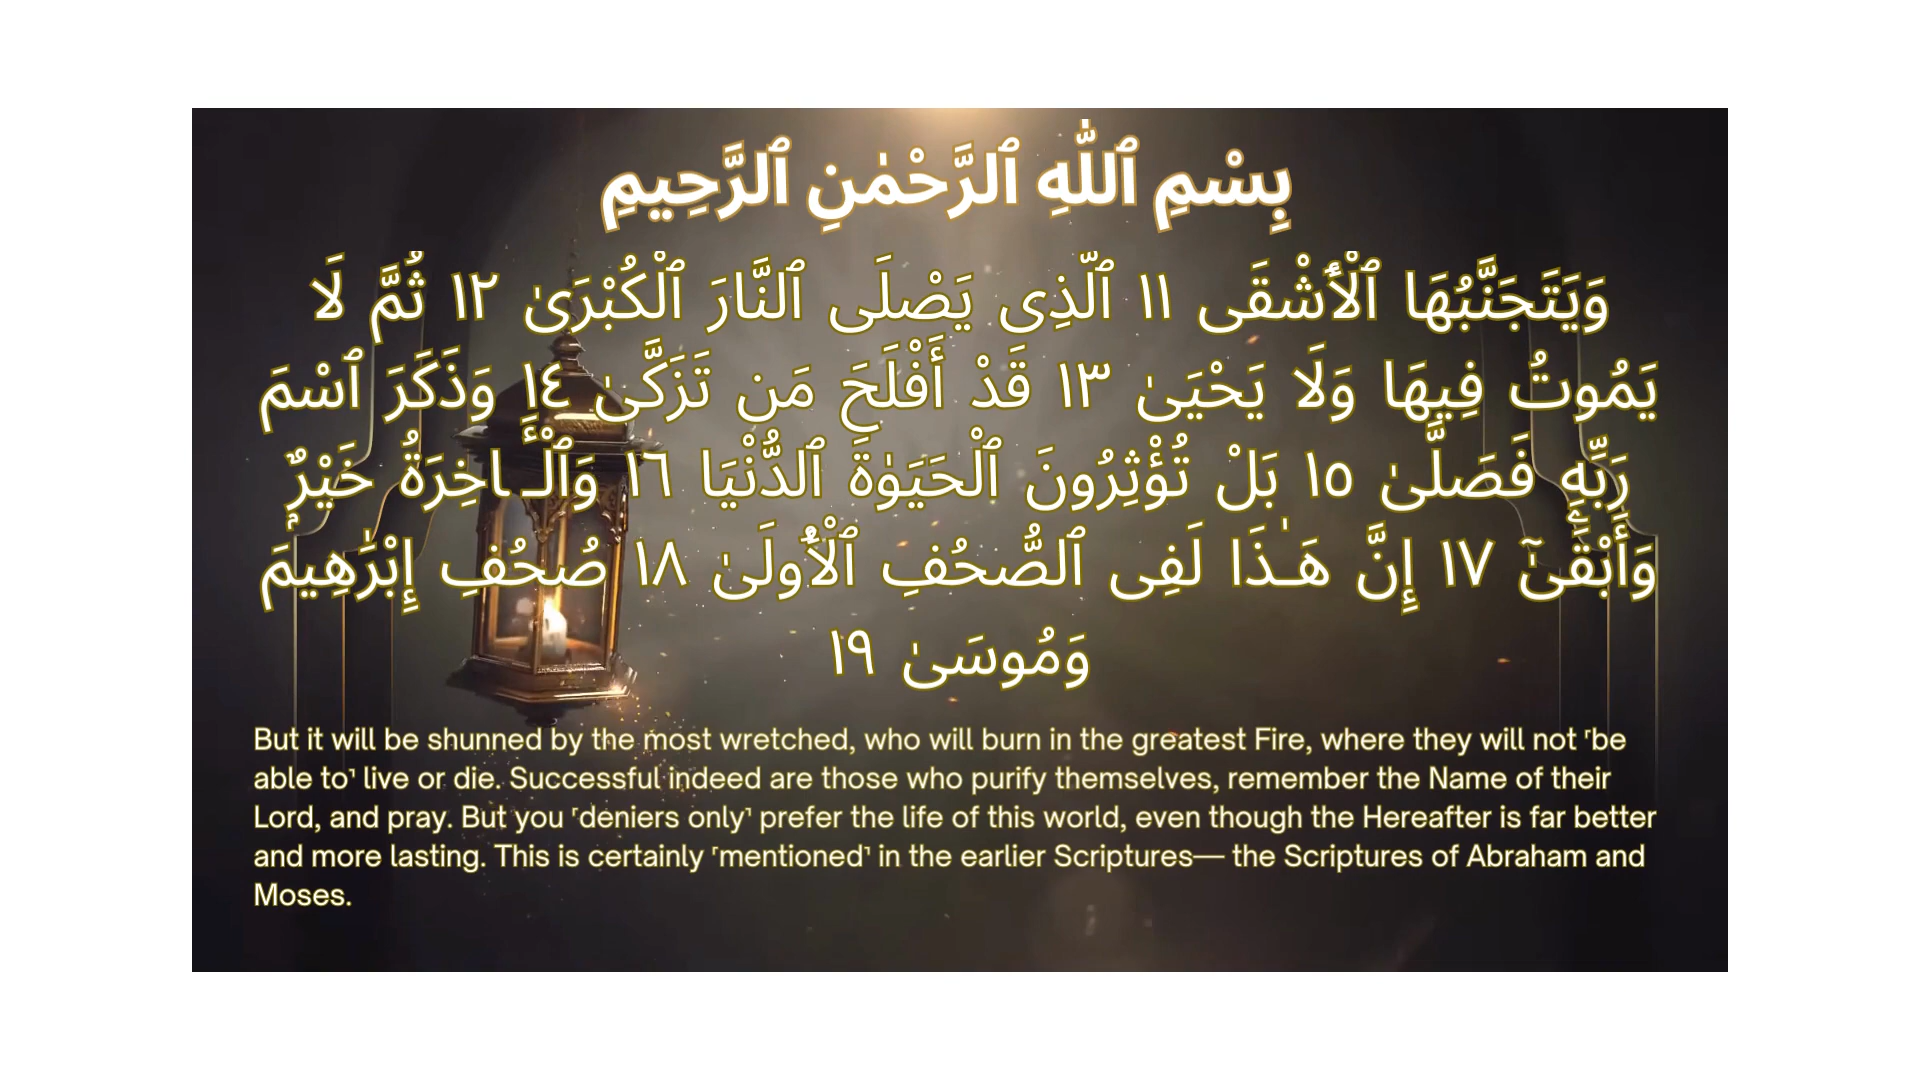 بِسْمِ ٱللَّهِ ٱلرَّحْمَٰنِ ٱلرَّحِيمِ
وَيَتَجَنَّبُهَا ٱلْأَشْقَى ١١ ٱلَّذِى يَصْلَى ٱلنَّارَ ٱلْكُبْرَىٰ ١٢ ثُمَّ لَا
يَمُوتُ فِيهَا وَلَا يَحْيَىٰ ١٣ قَدْ أَفْلَحَ مَن تَزَكَّىٰ ١٤ وَذَكَرَ ٱسْمَ
رَبِّهِۦ فَصَلَّىٰ ١٥ بَلْ تُؤْثِرُونَ ٱلْحَيَوٰةَ ٱلدُّنْيَا ١٦ وَٱلْـَٔاخِرَةُ خَيْرٌۭ
وَأَبْقَىٰٓ ١٧ إِنَّ هَـٰذَا لَفِى ٱلصُّحُفِ ٱلْأُولَىٰ ١٨ صُحُفِ إِبْرَٰهِيمَ
وَمُوسَىٰ ١٩
But it will be shunned by the most wretched, who will burn in the greatest Fire, where they will not ˹be
able to˺ live or die. Successful indeed are those who purify themselves, remember the Name of their
Lord, and pray. But you ˹deniers only˺ prefer the life of this world, even though the Hereafter is far better
and more lasting. This is certainly ˹mentioned˺ in the earlier Scriptures— the Scriptures of Abraham and
Moses.